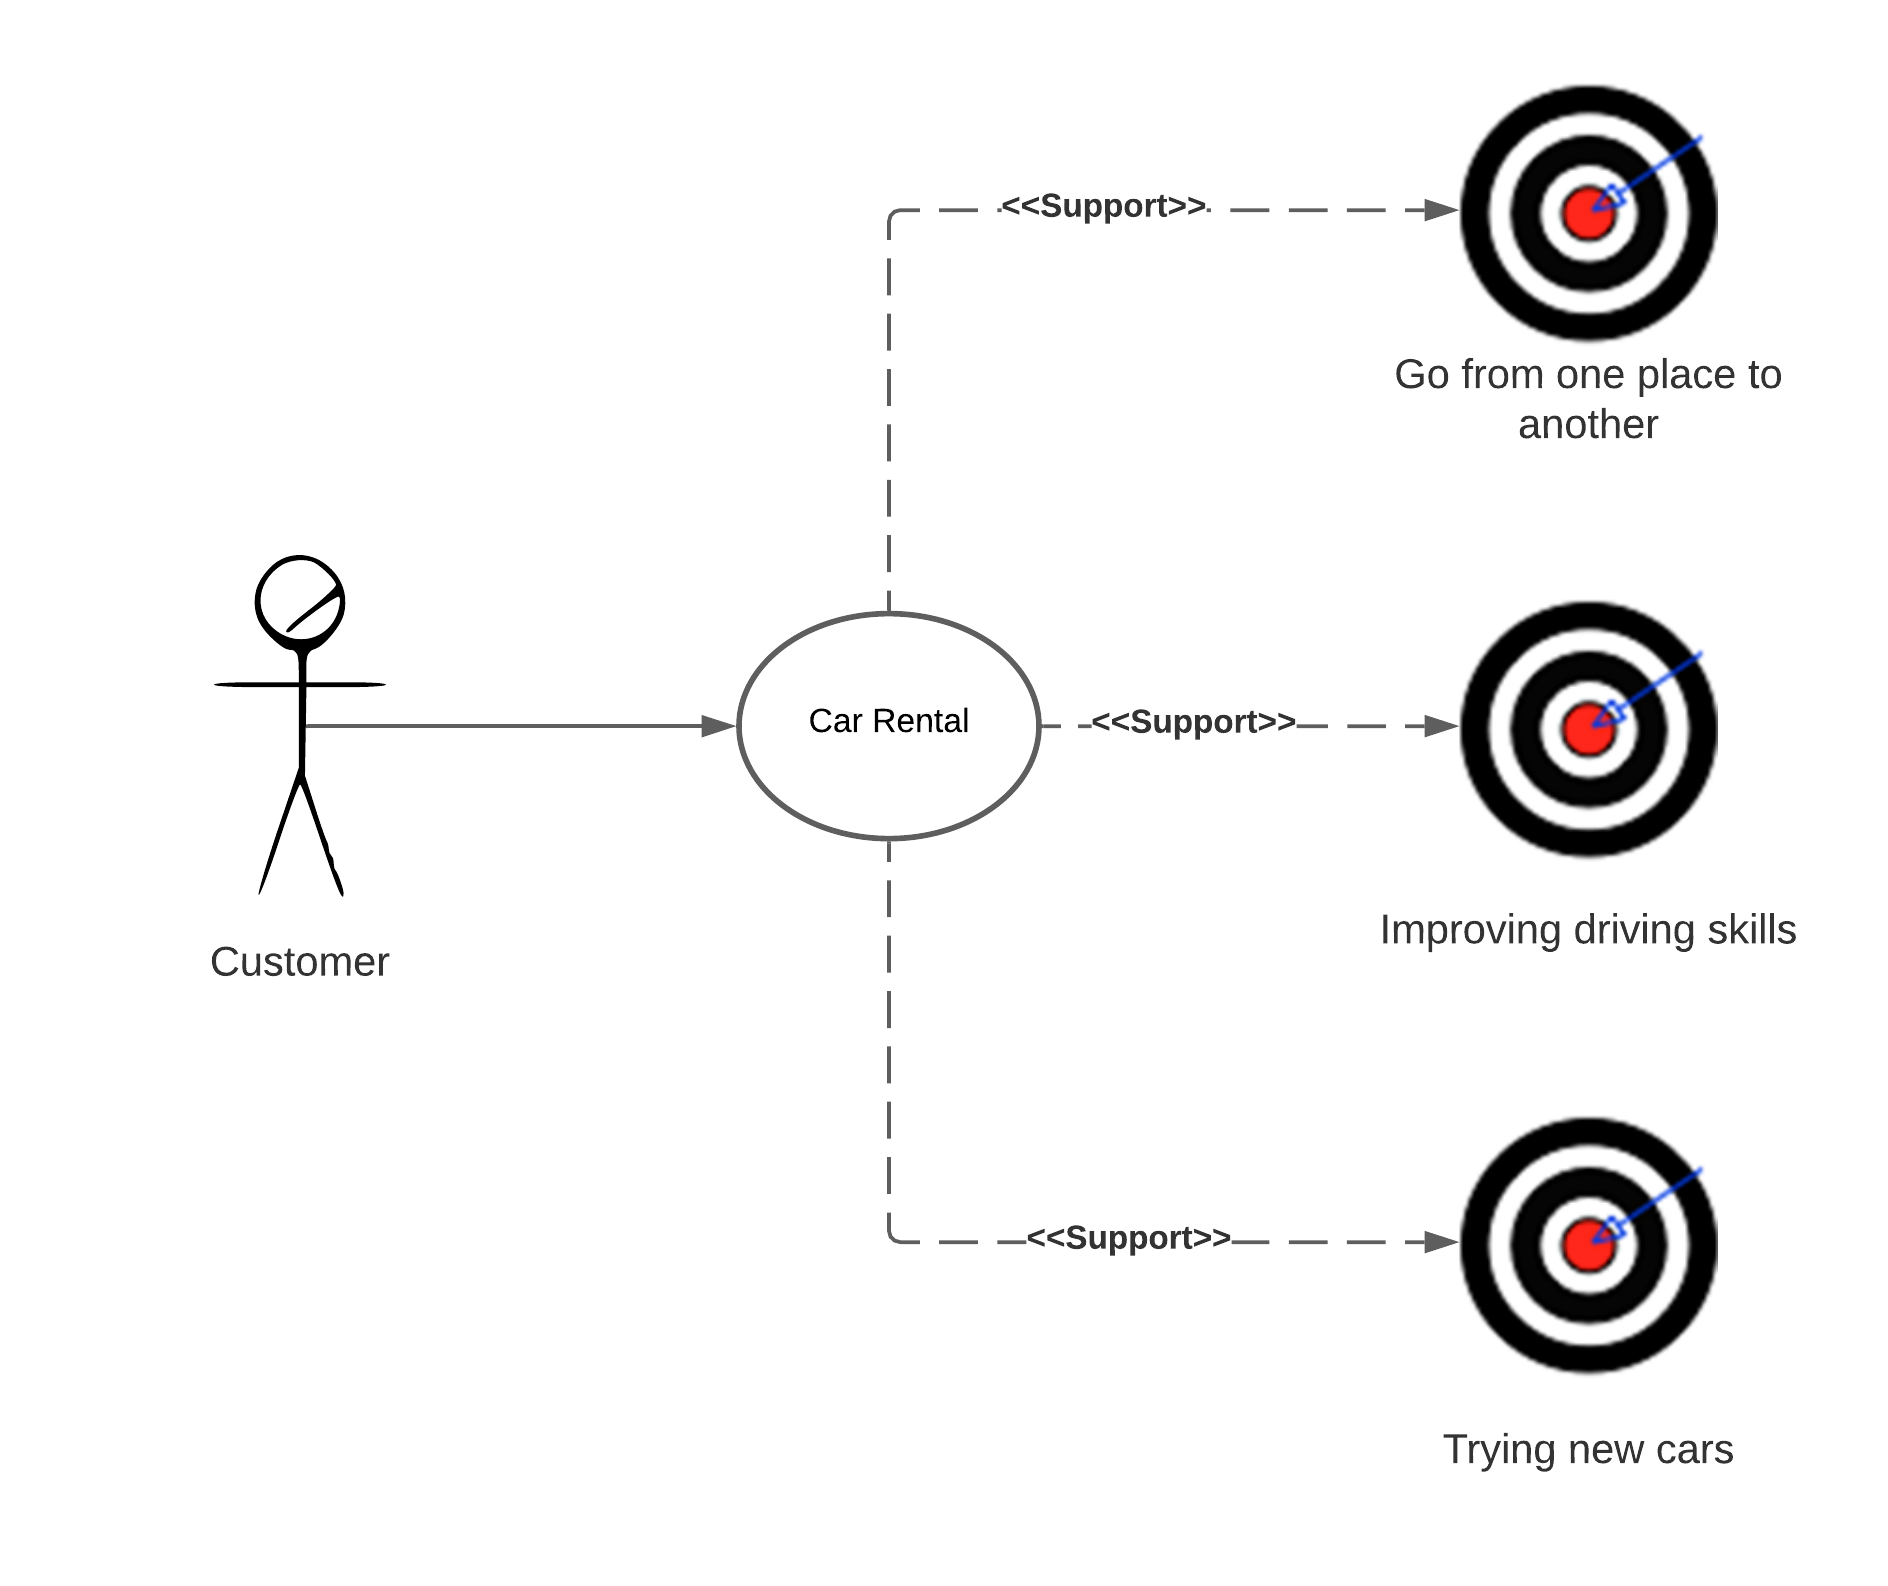 <<Support>>
Go from one place to
another
Car Rental
<<Support>>
Improving driving skills
Customer
<<Support>>
Trying new cars